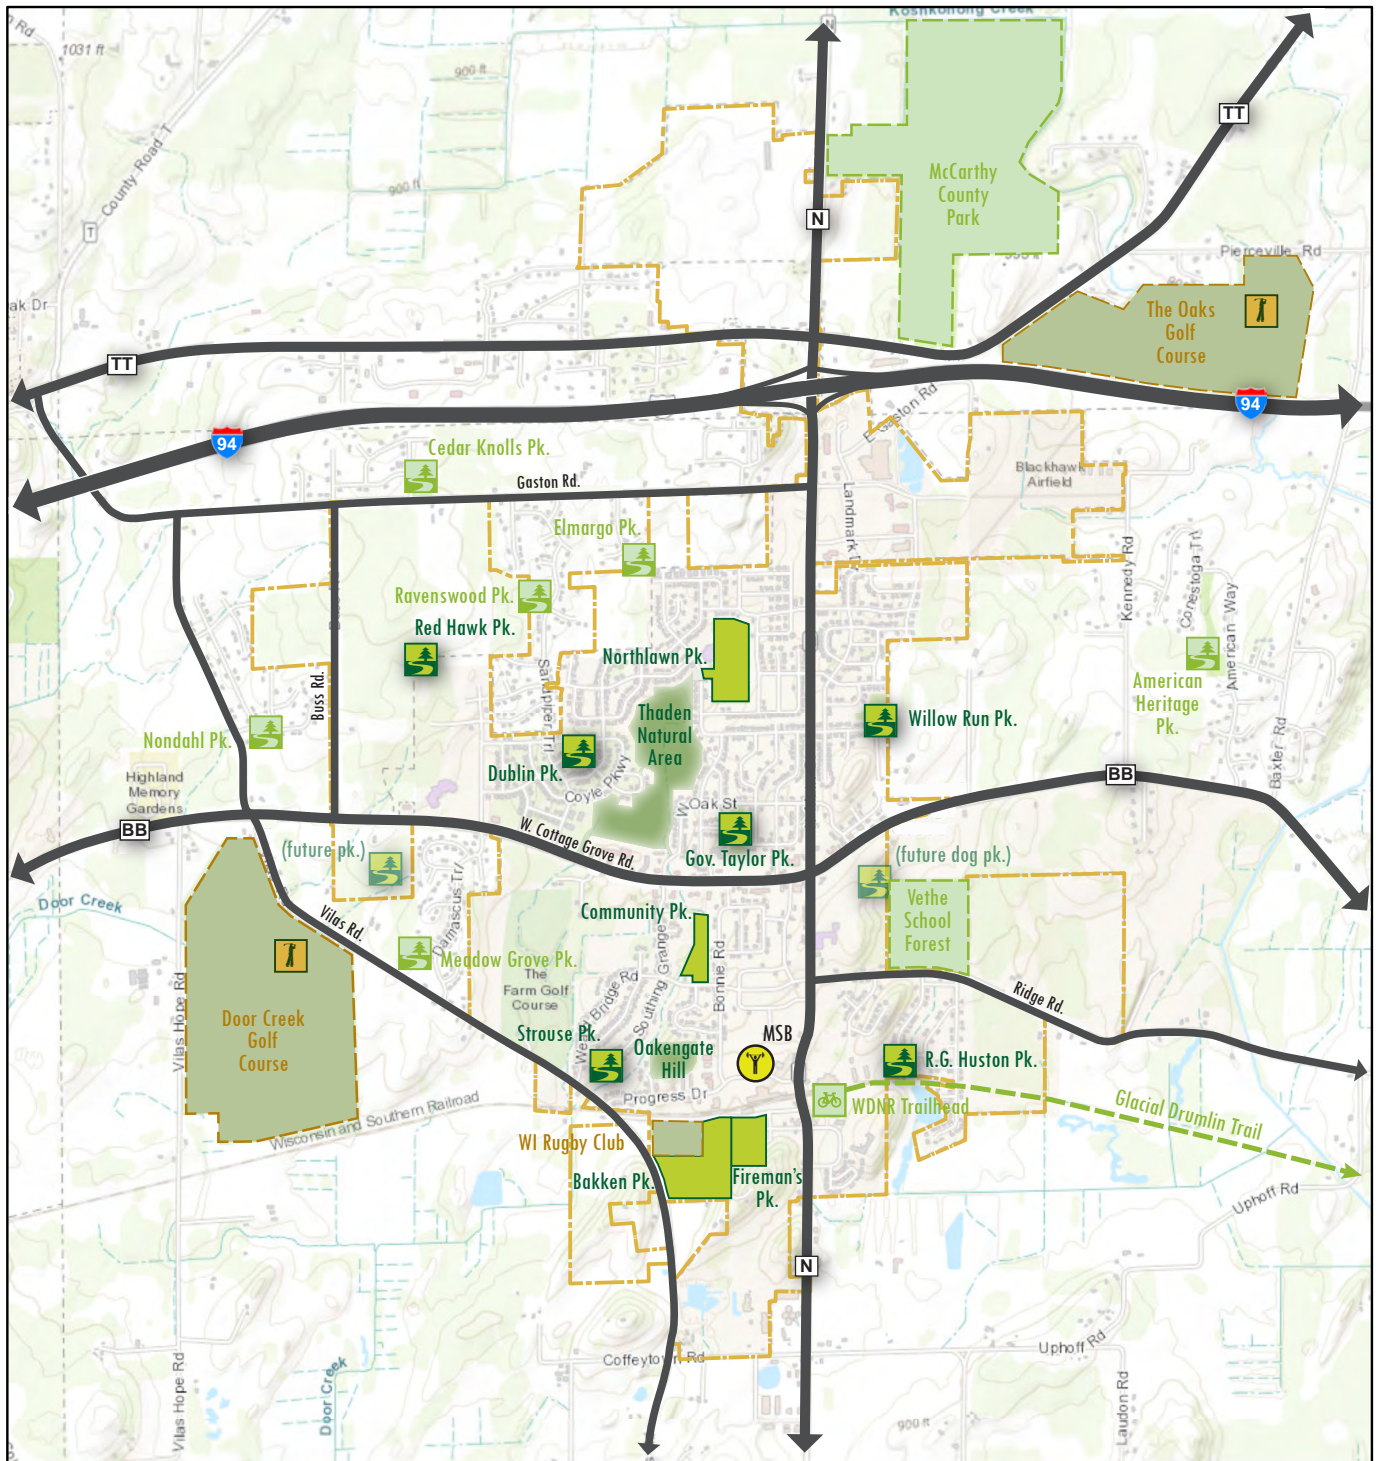 Koshkonong Creek
Rd
1031 ft
900 ft
N
TT
County Road T
900 ft
McCarthy
County
Park
T
N
Pierceville Rd
ak Dr
The Oaks
Golf
Course
TT
94
E Gaston Rd
94
Cedar Knolls Pk.
Blackhawk
Airfield
Gaston Rd.
Landmark Dr
Elmargo Pk.
Kennedy Rd
Conestoga Trl
American Way
Ravenswood Pk.
Red Hawk Pk.
Northlawn Pk.
Sandpiper Trl
Buss Rd.
American
Heritage
Pk.
Thaden
Natural
Area
Willow Run Pk.
Nondahl Pk.
Baxter Rd
Dublin Pk.
Highland
Memory
Gardens
Coyle Pkwy
BB
W Oak St
BB
W. Cottage Grove Rd.
Gov. Taylor Pk.
(future pk.)
(future dog pk.)
Damascus Trl
Door Creek
Vethe
School
Forest
Vilas Rd.
Community Pk.
Meadow Grove Pk.
The
Farm Golf
Course
Southing Grange
Bonnie Rd
Ridge Rd.
Vilas Hope Rd
Door Creek
Golf
Course
Strouse Pk.
MSB
Oakengate
Hill
R.G. Huston Pk.
Progress Dr
WDNR Trailhead
Glacial Drumlin Trail
Wisconsin and Southern Railroad
WI Rugby Club
Bakken Pk.
Fireman's
Pk.
Uphoff Rd
N
Uphoff Rd
Coffeytown Rd
Vilas Hope Rd
Door Creek
Laudon Rd
900 ft